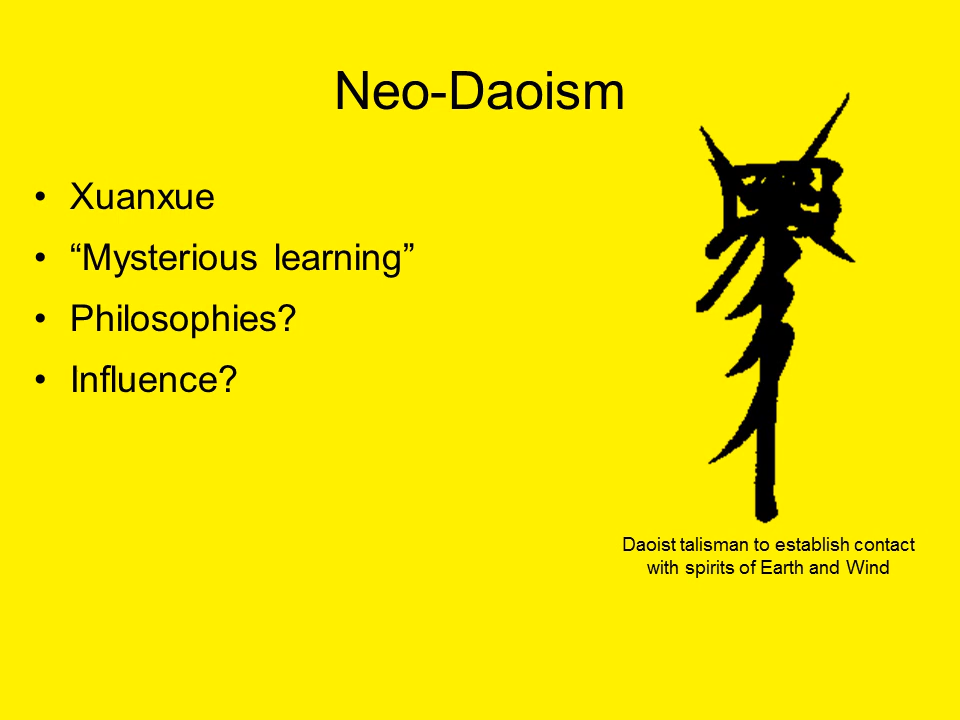 Neo-Daoism
• Xuanxue
• “Mysterious learning”
• Philosophies?
• Influence?
Daoist talisman to establish contact
with spirits of Earth and Wind